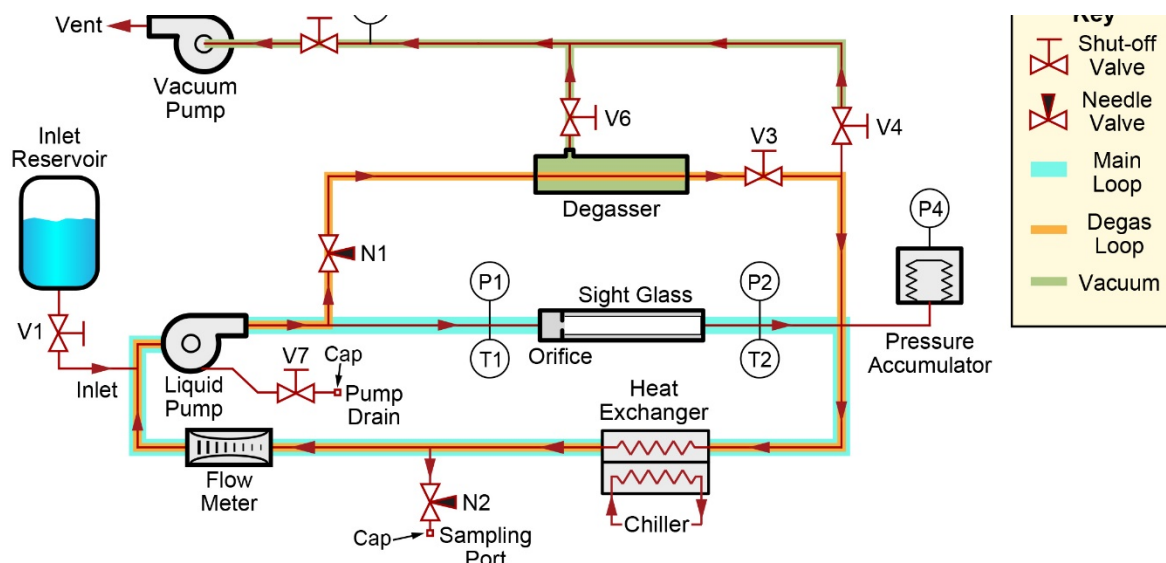 Vent
Key
Shut-off
Valve
Vacuum
Pump
V6
V4
Needle
Valve
Inlet
Reservoir
V3
Main
Loop
Degasser
P4
Degas
Loop
N1
P1
Sight Glass
P2
Vacuum
V1
T1
Orifice
T2
Pressure
Accumulator
V7
Cap
Inlet
Liquid
Pump
Pump
Drain
Heat
Exchanger
Flow
Meter
N2
Cap
Sampling
Port
Chiller